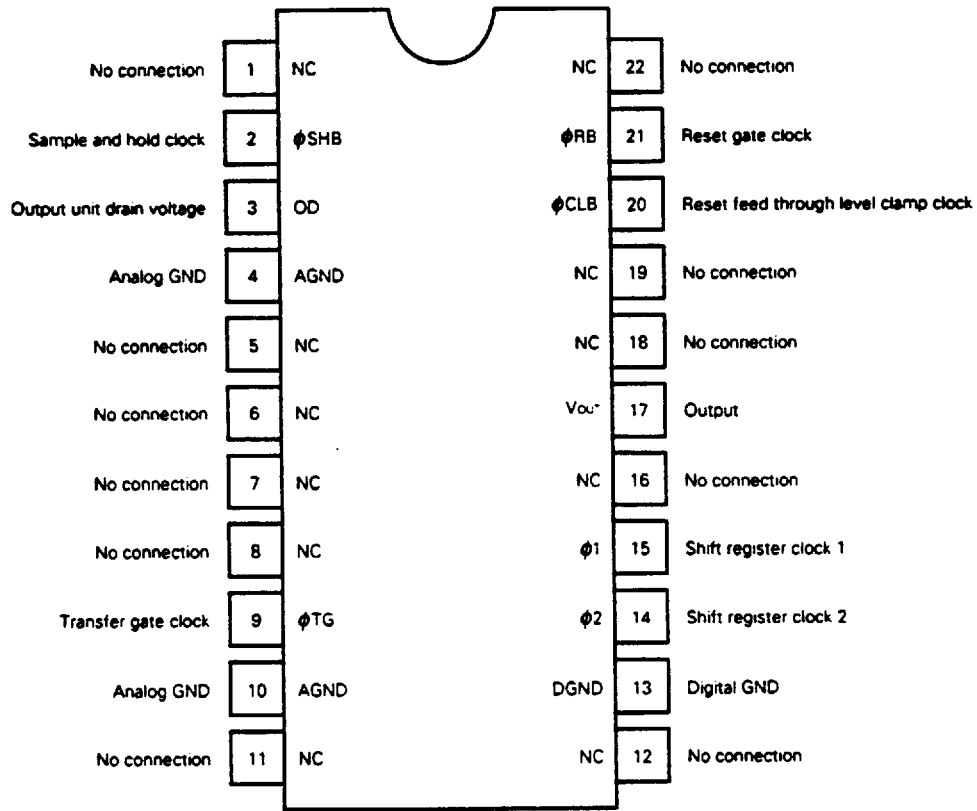 No connection 1 NC NC 22 No connection
Sample and hold clock 2 ϕSHB ϕRB 21 Reset gate clock
Output unit drain voltage 3 OD ϕCLB 20 Reset feed through level clamp clock
Analog GND 4 AGND NC 19 No connection
No connection 5 NC NC 18 No connection
No connection 6 NC Vout 17 Output
No connection 7 NC NC 16 No connection
No connection 8 NC ϕ1 15 Shift register clock 1
Transfer gate clock 9 ϕTG ϕ2 14 Shift register clock 2
Analog GND 10 AGND DGND 13 Digital GND
No connection 11 NC NC 12 No connection